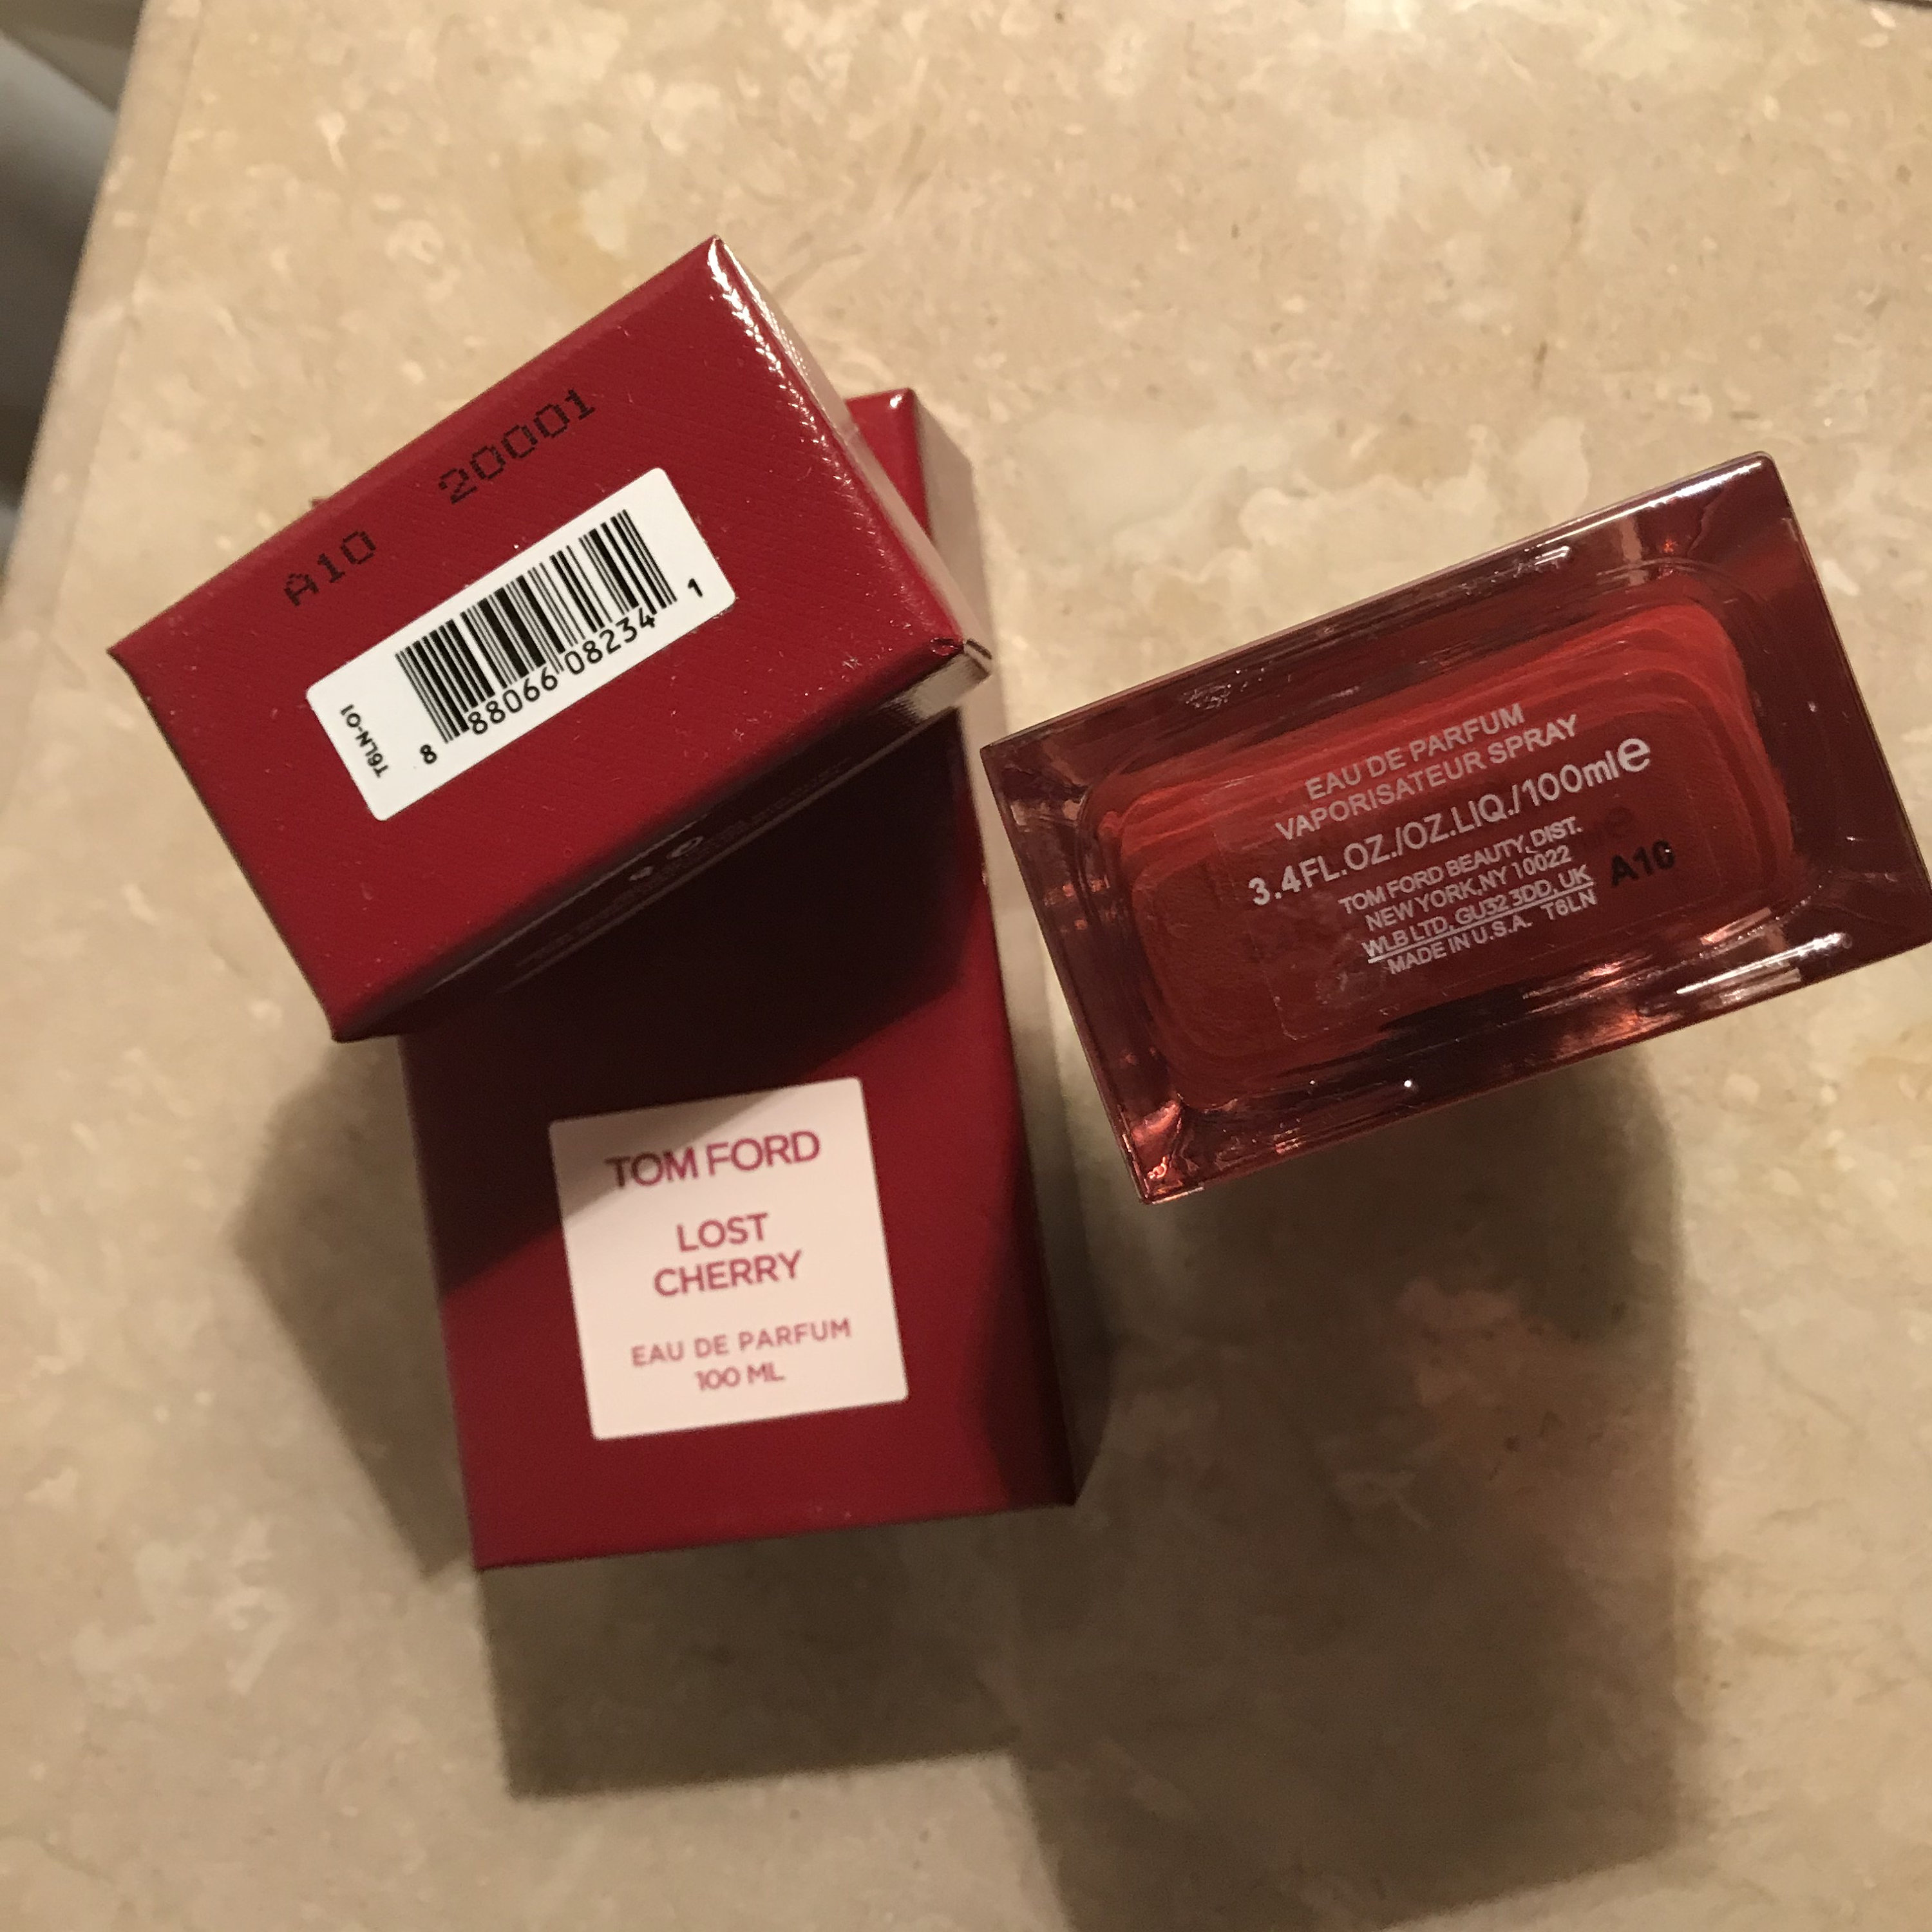 A10 20001
T6LN-01
8 88066 08234 1
TOM FORD
LOST
CHERRY
EAU DE PARFUM
100 ML
EAU DE PARFUM
VAPORISATEUR SPRAY
3.4FL.OZ./OZ.LIQ./100ml℮
TOM FORD BEAUTY, DIST.
NEW YORK,NY 10022
WLB LTD, GU32 3DD, UK
MADE IN U.S.A. T6LN
A10